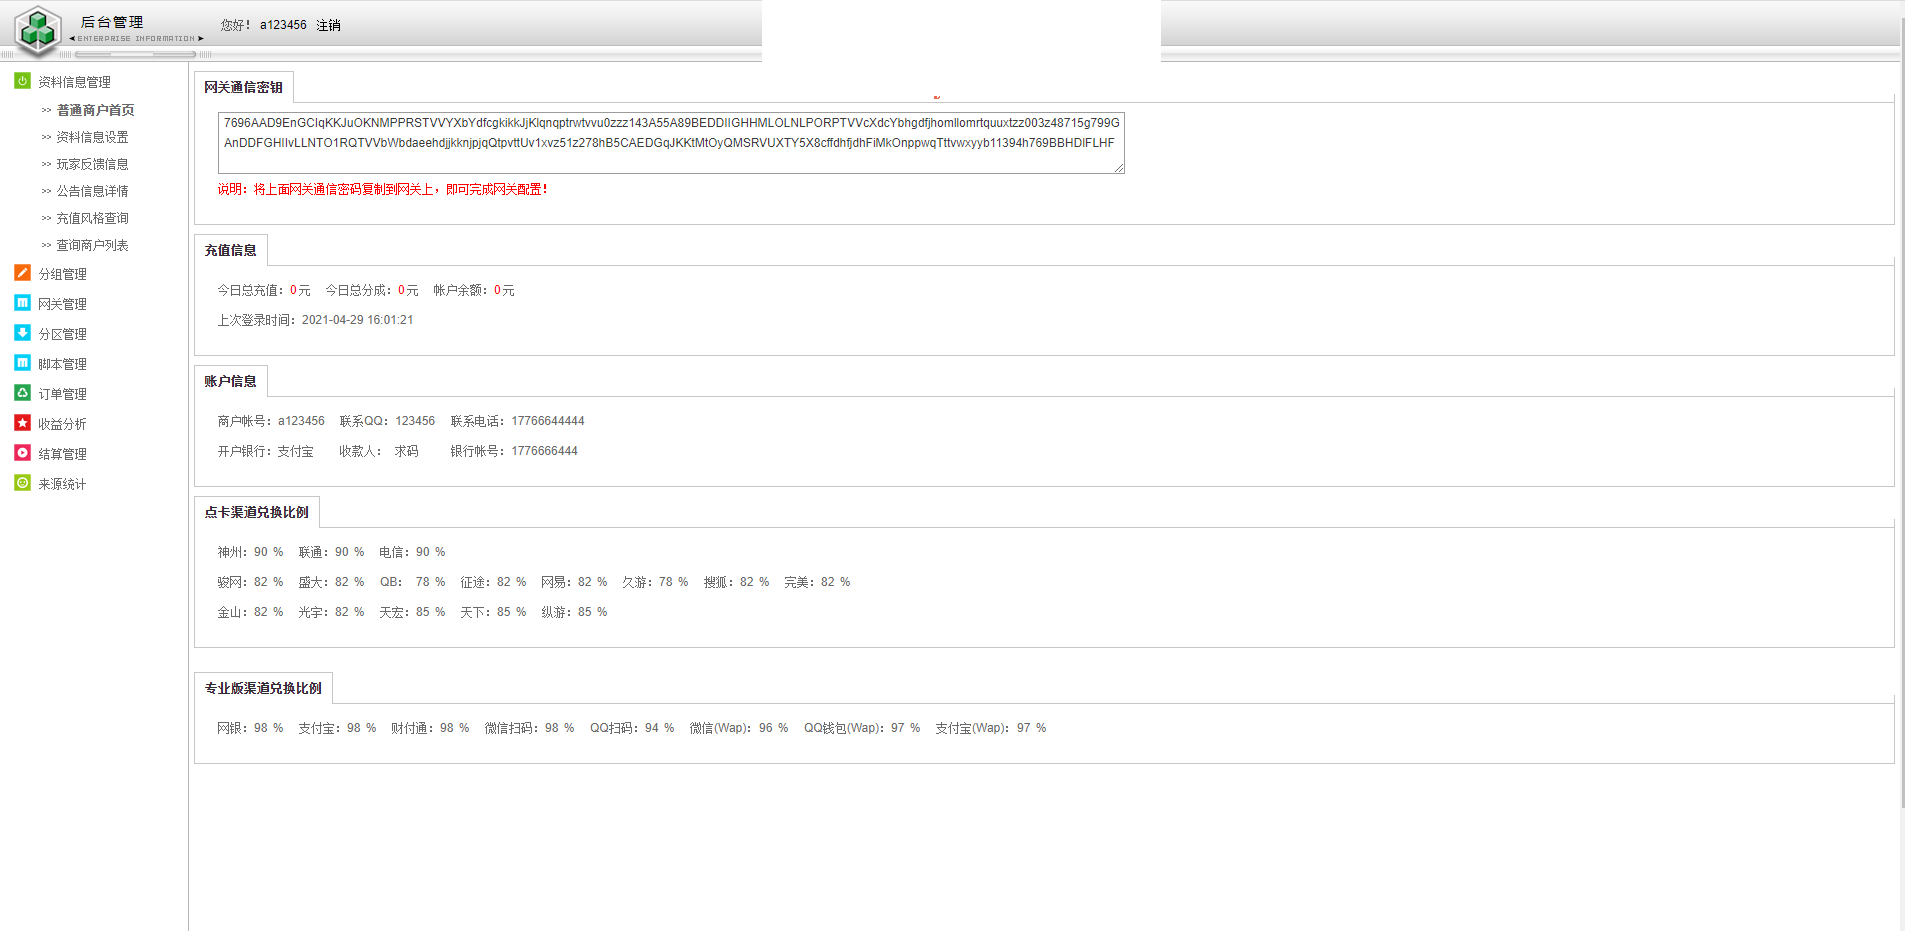 后台管理
◄ENTERPRISE INFORMATION►
您好！ a123456 注销
资料信息管理
>> 普通商户首页
>> 资料信息设置
>> 玩家反馈信息
>> 公告信息详情
>> 充值风格查询
>> 查询商户列表
分组管理
网关管理
分区管理
脚本管理
订单管理
收益分析
结算管理
来源统计
网关通信密钥
7696AAD9EnGCIqKKJuOKNMPPRSTVVYXbYdfcgkikkJjKlqnqptrwtvvu0zzz143A55A89BEDDIIGHHMLOLNLPORPTVVcXdcYbhgdfjhomllomrtquuxtzz003z48715g799G
AnDDFGHIIvLLNTO1RQTVVbWbdaeehdjjkknjpjqQtpvttUv1xvz51z278hB5CAEDGqJKKtMtOyQMSRVUXTY5X8cffdhfjdhFiMkOnppwqTttvwxyyb11394h769BBHDIFLHF
说明：将上面网关通信密码复制到网关上，即可完成网关配置！
充值信息
今日总充值：0元 今日总分成：0元 帐户余额：0元
上次登录时间：2021-04-29 16:01:21
账户信息
商户帐号：a123456 联系QQ：123456 联系电话：17766644444
开户银行：支付宝 收款人： 求码 银行帐号：1776666444
点卡渠道兑换比例
神州：90 % 联通：90 % 电信：90 %
骏网：82 % 盛大：82 % QB： 78 % 征途：82 % 网易：82 % 久游：78 % 搜狐：82 % 完美：82 %
金山：82 % 光宇：82 % 天宏：85 % 天下：85 % 纵游：85 %
专业版渠道兑换比例
网银：98 % 支付宝：98 % 财付通：98 % 微信扫码：98 % QQ扫码：94 % 微信(Wap)：96 % QQ钱包(Wap)：97 % 支付宝(Wap)：97 %